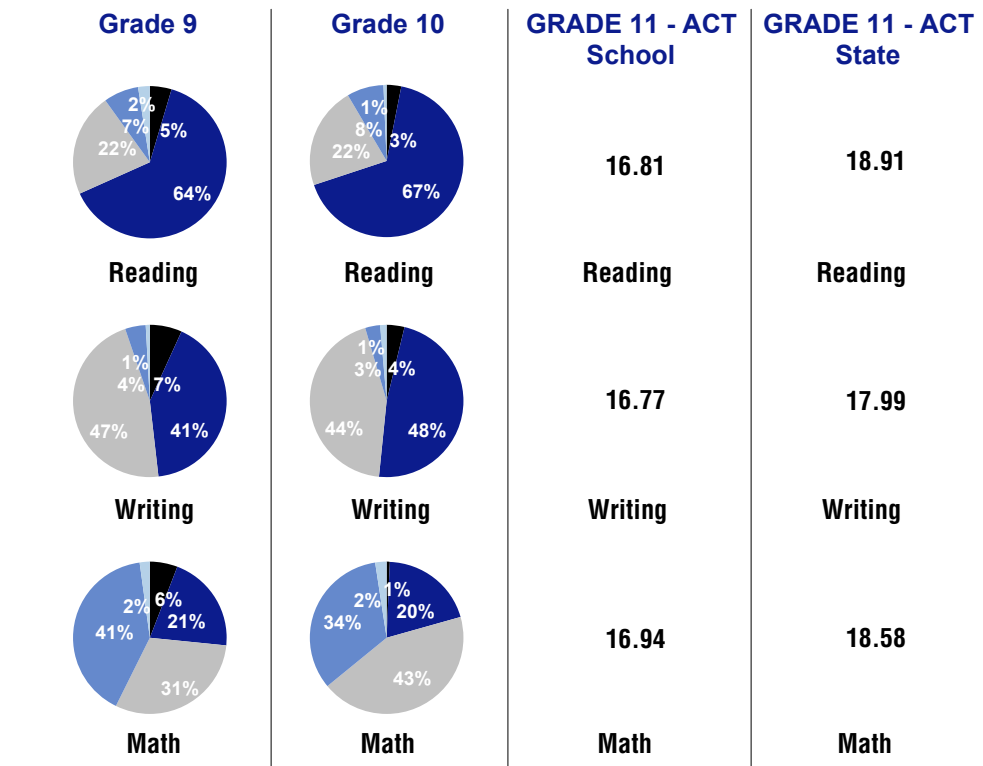 Grade 9
Grade 10
GRADE 11 - ACT
School
GRADE 11 - ACT
State
2%
7%
5%
22%
64%
1%
8%
3%
22%
67%
16.81
18.91
Reading
Reading
Reading
Reading
1%
4%
7%
47%
41%
1%
3%
4%
44%
48%
16.77
17.99
Writing
Writing
Writing
Writing
2%
6%
41%
21%
31%
2%
1%
34%
20%
43%
16.94
18.58
Math
Math
Math
Math